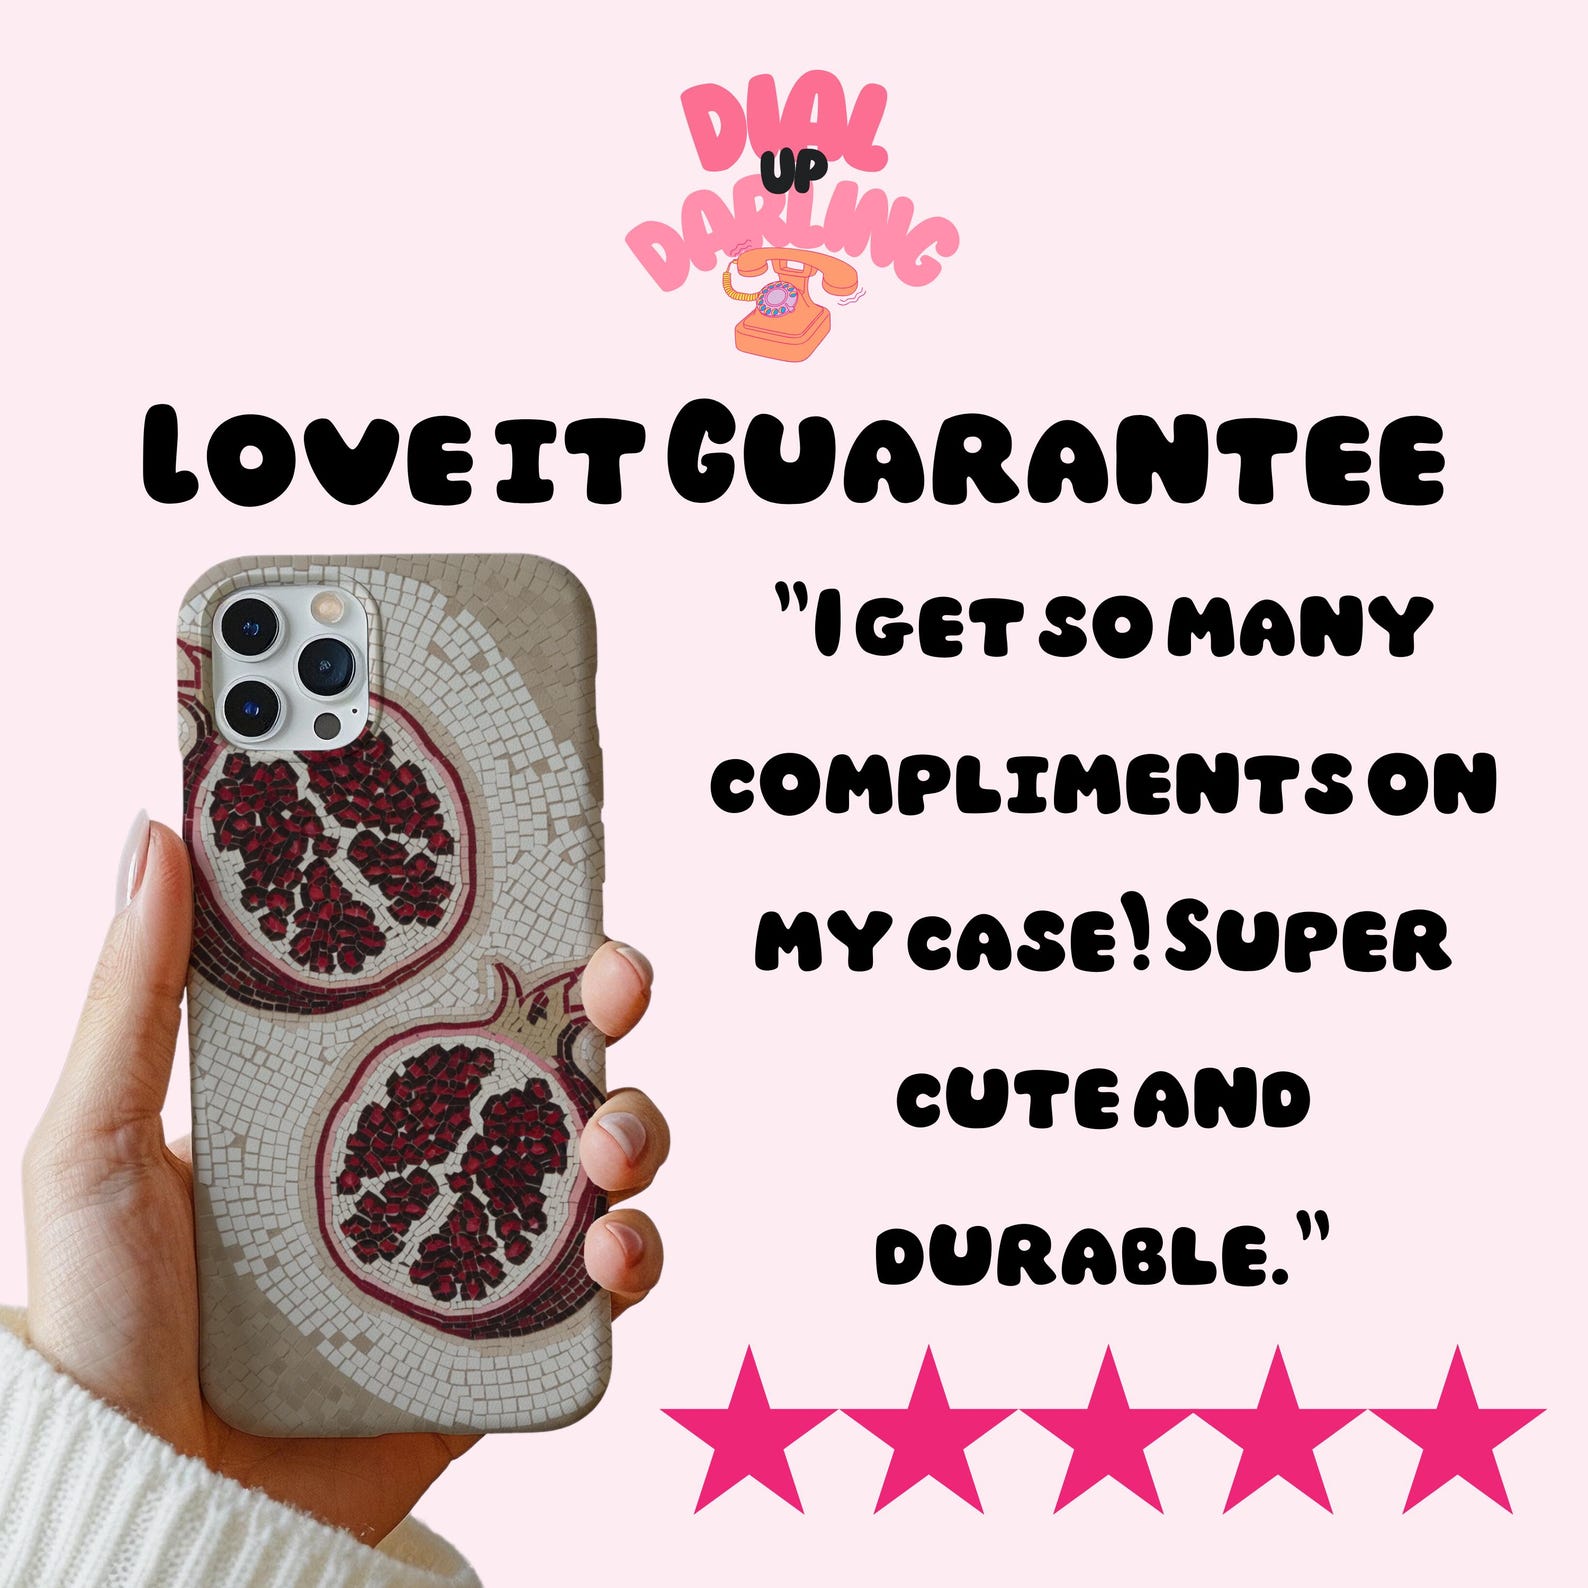 DIAL
UP
DARLING
LOVE IT GUARANTEE
"I GET SO MANY
COMPLIMENTS ON
MY CASE! SUPER
CUTE AND
DURABLE."